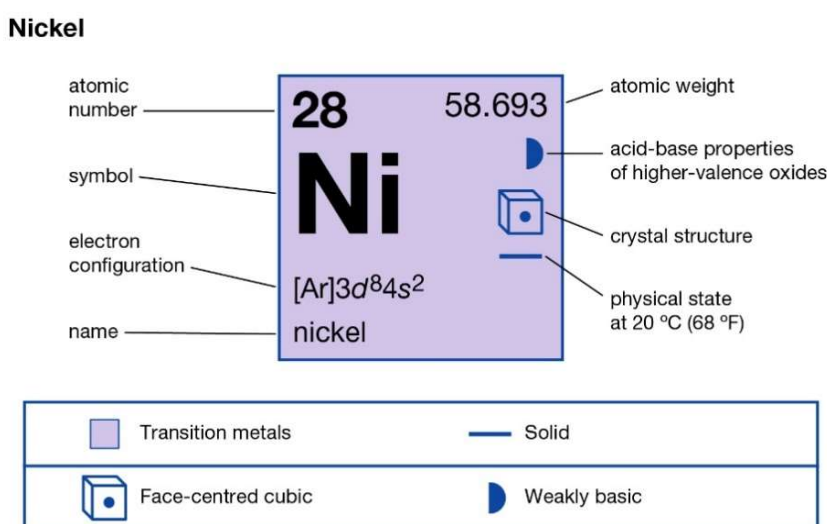 Nickel
atomic
number
28
58.693
atomic weight
symbol
Ni
acid-base properties
of higher-valence oxides
crystal structure
electron
configuration
[Ar]3d⁸4s²
physical state
at 20 ºC (68 ºF)
name
nickel
Transition metals
Solid
Face-centred cubic
Weakly basic